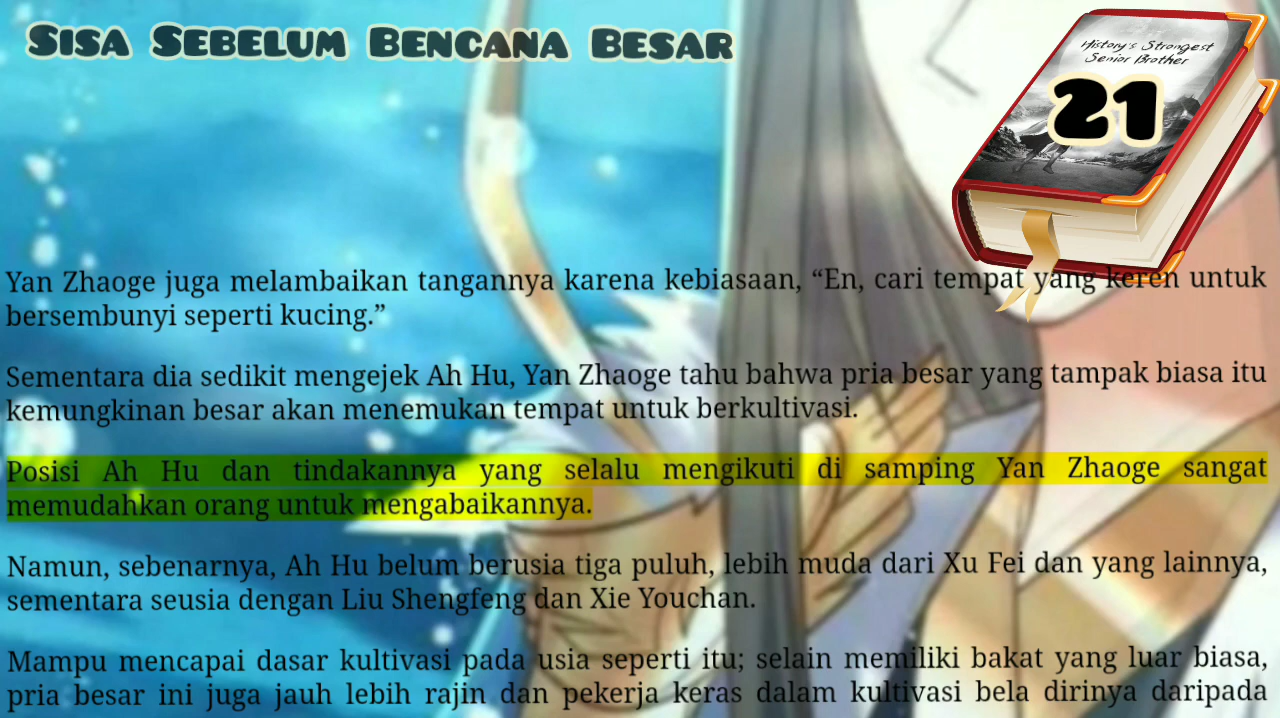 Sisa Sebelum Bencana Besar
History's Strongest
Senior Brother
21
Yan Zhaoge juga melambaikan tangannya karena kebiasaan, “En, cari tempat yang keren untuk
bersembunyi seperti kucing.”
Sementara dia sedikit mengejek Ah Hu, Yan Zhaoge tahu bahwa pria besar yang tampak biasa itu
kemungkinan besar akan menemukan tempat untuk berkultivasi.
Posisi Ah Hu dan tindakannya yang selalu mengikuti di samping Yan Zhaoge sangat
memudahkan orang untuk mengabaikannya.
Namun, sebenarnya, Ah Hu belum berusia tiga puluh, lebih muda dari Xu Fei dan yang lainnya,
sementara seusia dengan Liu Shengfeng dan Xie Youchan.
Mampu mencapai dasar kultivasi pada usia seperti itu; selain memiliki bakat yang luar biasa,
pria besar ini juga jauh lebih rajin dan pekerja keras dalam kultivasi bela dirinya daripada